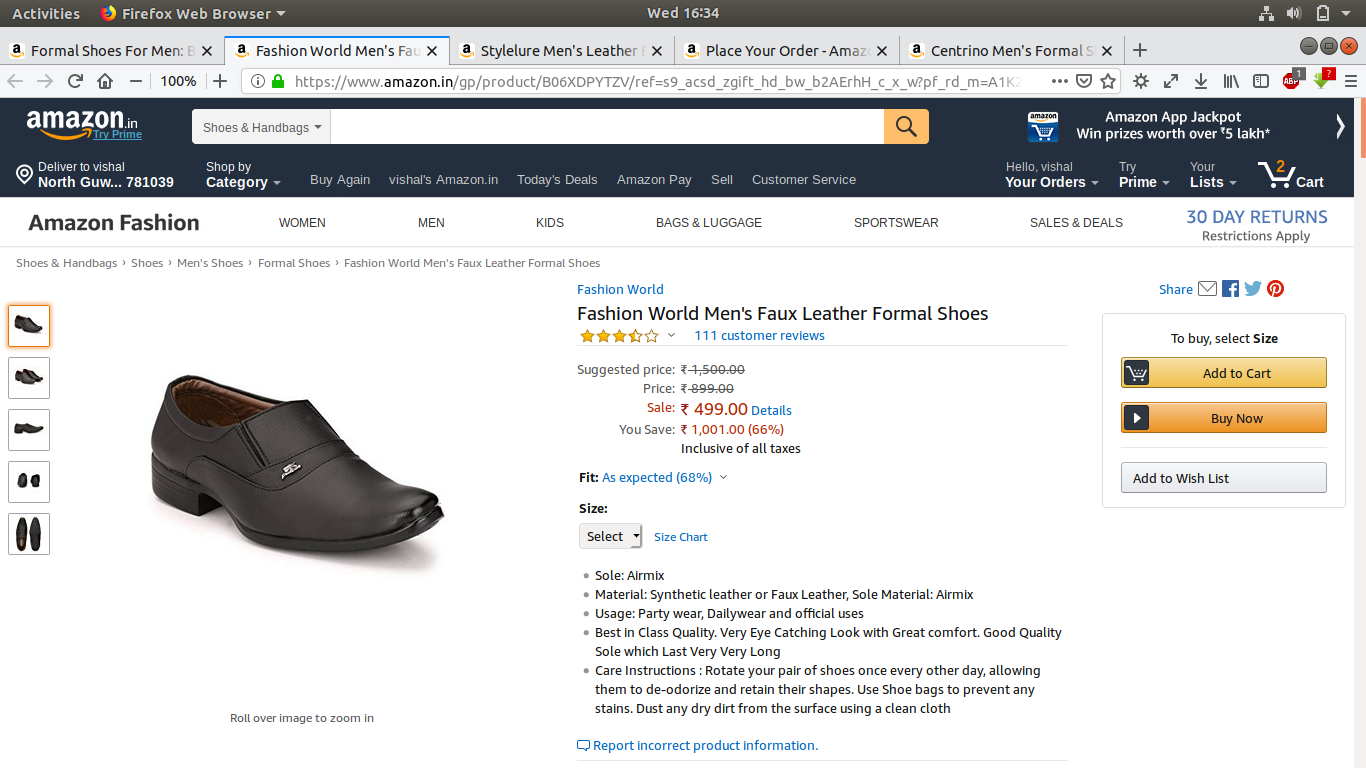 Activities Firefox Web Browser Wed 16:34
Formal Shoes For Men: B Fashion World Men's Fau Stylelure Men's Leather Place Your Order - Amaz Centrino Men's Formal S
100% https://www.amazon.in/gp/product/B06XDPYTZV/ref=s9_acsd_zgift_hd_bw_b2AErhH_c_x_w?pf_rd_m=A1K2 ABP 1 ?
amazon.in
Try Prime
Shoes & Handbags
amazon
Amazon App Jackpot
Win prizes worth over ₹5 lakh*
Deliver to vishal
North Guw... 781039
Shop by
Category
Buy Again vishal's Amazon.in Today's Deals Amazon Pay Sell Customer Service
Hello, vishal
Your Orders
Try
Prime
Your
Lists
2
Cart
Amazon Fashion WOMEN MEN KIDS BAGS & LUGGAGE SPORTSWEAR SALES & DEALS
30 DAY RETURNS
Restrictions Apply
Shoes & Handbags › Shoes › Men's Shoes › Formal Shoes › Fashion World Men's Faux Leather Formal Shoes
Fashion World
Fashion World Men's Faux Leather Formal Shoes
111 customer reviews
Suggested price: ₹ 1,500.00
Price: ₹ 899.00
Sale: ₹ 499.00 Details
You Save: ₹ 1,001.00 (66%)
Inclusive of all taxes
Fit: As expected (68%)
Size:
Select Size Chart
Sole: Airmix
Material: Synthetic leather or Faux Leather, Sole Material: Airmix
Usage: Party wear, Dailywear and official uses
Best in Class Quality. Very Eye Catching Look with Great comfort. Good Quality
Sole which Last Very Very Long
Care Instructions : Rotate your pair of shoes once every other day, allowing
them to de-odorize and retain their shapes. Use Shoe bags to prevent any
stains. Dust any dry dirt from the surface using a clean cloth
Report incorrect product information.
Roll over image to zoom in
Share
To buy, select Size
Add to Cart
Buy Now
Add to Wish List